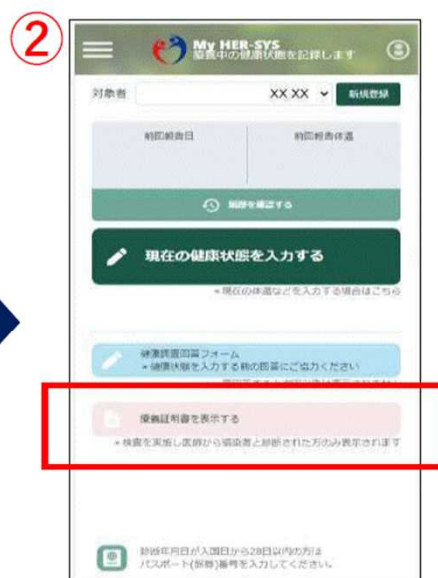 ②
My HER-SYS
療養中の健康状態を記録します
対象者 XX XX 新規登録
前回報告日 前回報告体温
履歴を確認する
現在の健康状態を入力する
※現在の体温などを入力する場合はこちら
健康調査回答フォーム
※健康状態を入力する前の回答にご協力ください
療養証明書を表示する
※検査を実施し医師から感染者と診断された方のみ表示されます
診断年月日が入国日から28日以内の方は
パスポート(旅券)番号を入力してください。